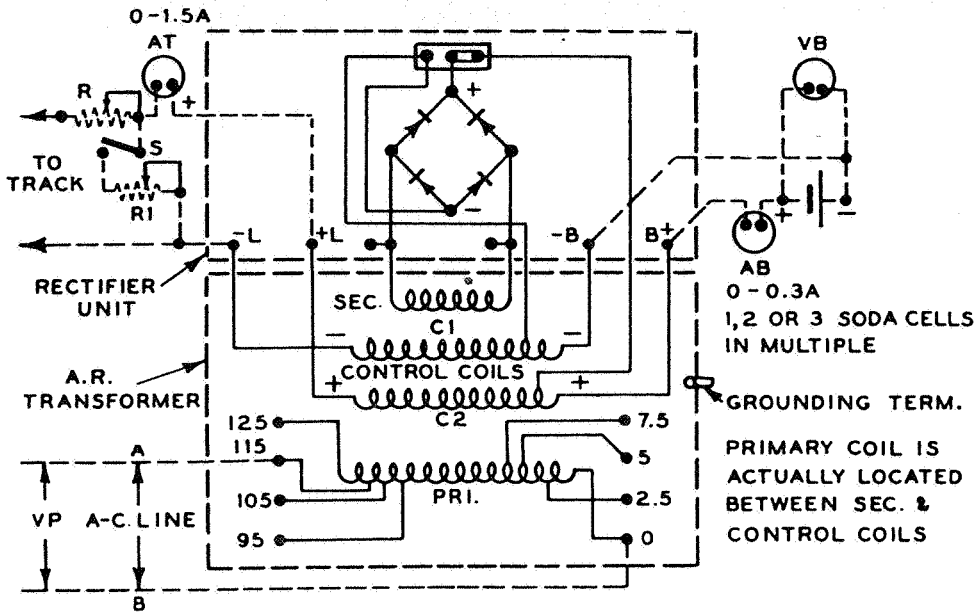 0-1.5A
AT
VB
R
+
+
S
TO
TRACK
R1
-
-L
+L
-B
B+
+
-
AB
RECTIFIER
UNIT
0-0.3A
1,2 OR 3 SODA CELLS
IN MULTIPLE
SEC.
C1
-
-
CONTROL COILS
A.R.
TRANSFORMER
+
+
C2
GROUNDING TERM.
125
7.5
115
A
5
PRI.
105
2.5
95
0
VP
A-C. LINE
B
PRIMARY COIL IS
ACTUALLY LOCATED
BETWEEN SEC. &
CONTROL COILS